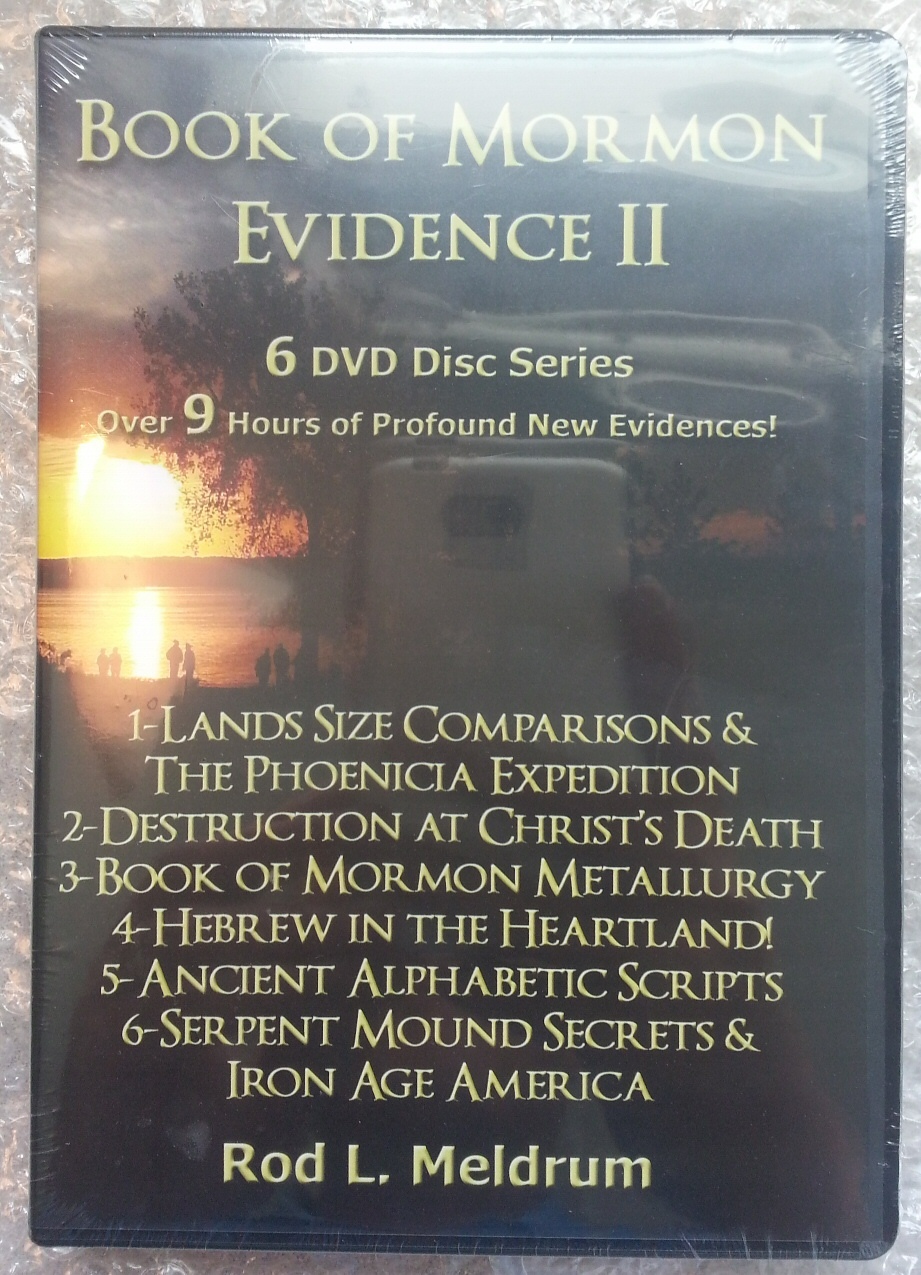 Book of Mormon
Evidence II
6 DVD Disc Series
Over 9 Hours of Profound New Evidences!
1-Lands Size Comparisons &
The Phoenicia Expedition
2-Destruction at Christ's Death
3-Book of Mormon Metallurgy
4-Hebrew in the Heartland!
5-Ancient Alphabetic Scripts
6-Serpent Mound Secrets &
Iron Age America
Rod L. Meldrum